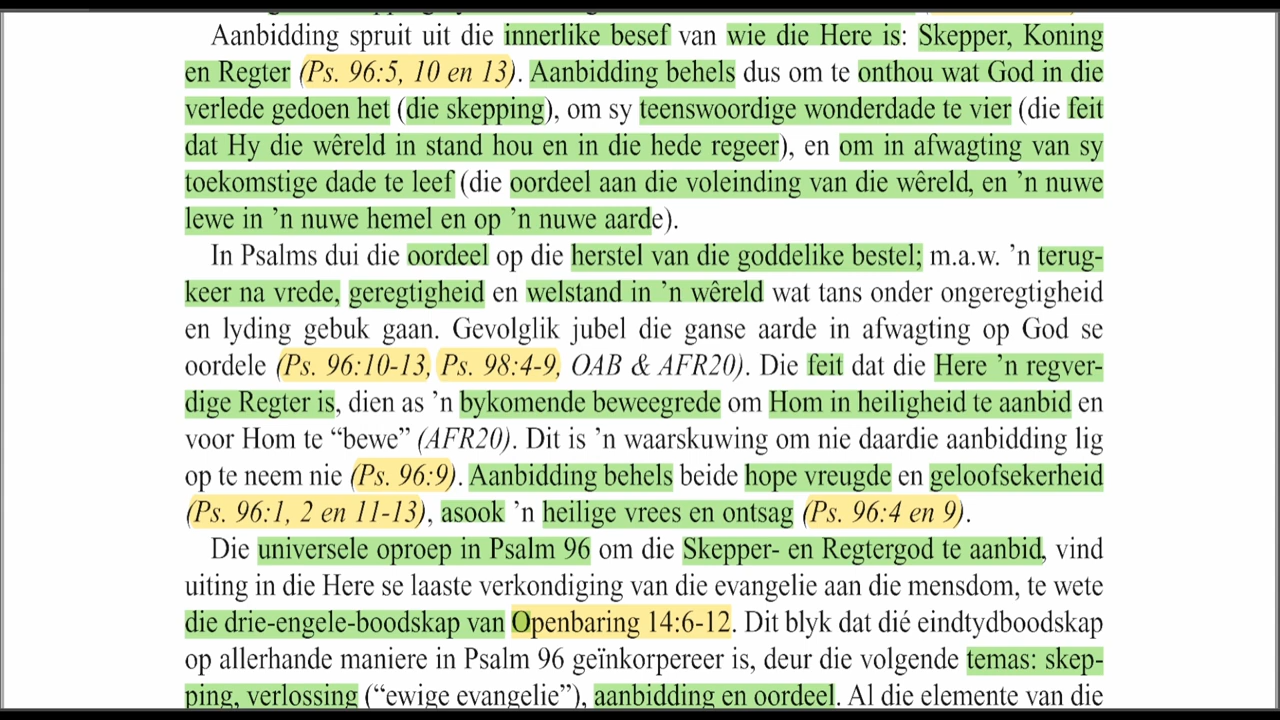 Aanbidding spruit uit die innerlike besef van wie die Here is: Skepper, Koning
en Regter (Ps. 96:5, 10 en 13). Aanbidding behels dus om te onthou wat God in die
verlede gedoen het (die skepping), om sy teenswoordige wonderdade te vier (die feit
dat Hy die wêreld in stand hou en in die hede regeer), en om in afwagting van sy
toekomstige dade te leef (die oordeel aan die voleinding van die wêreld, en ’n nuwe
lewe in ’n nuwe hemel en op ’n nuwe aarde).
In Psalms dui die oordeel op die herstel van die goddelike bestel; m.a.w. ’n terug-
keer na vrede, geregtigheid en welstand in ’n wêreld wat tans onder ongeregtigheid
en lyding gebuk gaan. Gevolglik jubel die ganse aarde in afwagting op God se
oordele (Ps. 96:10-13, Ps. 98:4-9, OAB & AFR20). Die feit dat die Here ’n regver-
dige Regter is, dien as ’n bykomende beweegrede om Hom in heiligheid te aanbid en
voor Hom te “bewe” (AFR20). Dit is ’n waarskuwing om nie daardie aanbidding lig
op te neem nie (Ps. 96:9). Aanbidding behels beide hope vreugde en geloofsekerheid
(Ps. 96:1, 2 en 11-13), asook ’n heilige vrees en ontsag (Ps. 96:4 en 9).
Die universele oproep in Psalm 96 om die Skepper- en Regtergod te aanbid, vind
uiting in die Here se laaste verkondiging van die evangelie aan die mensdom, te wete
die drie-engele-boodskap van Openbaring 14:6-12. Dit blyk dat dié eindtydboodskap
op allerhande maniere in Psalm 96 geïnkorpereer is, deur die volgende temas: skep-
ping, verlossing (“ewige evangelie”), aanbidding en oordeel. Al die elemente van die